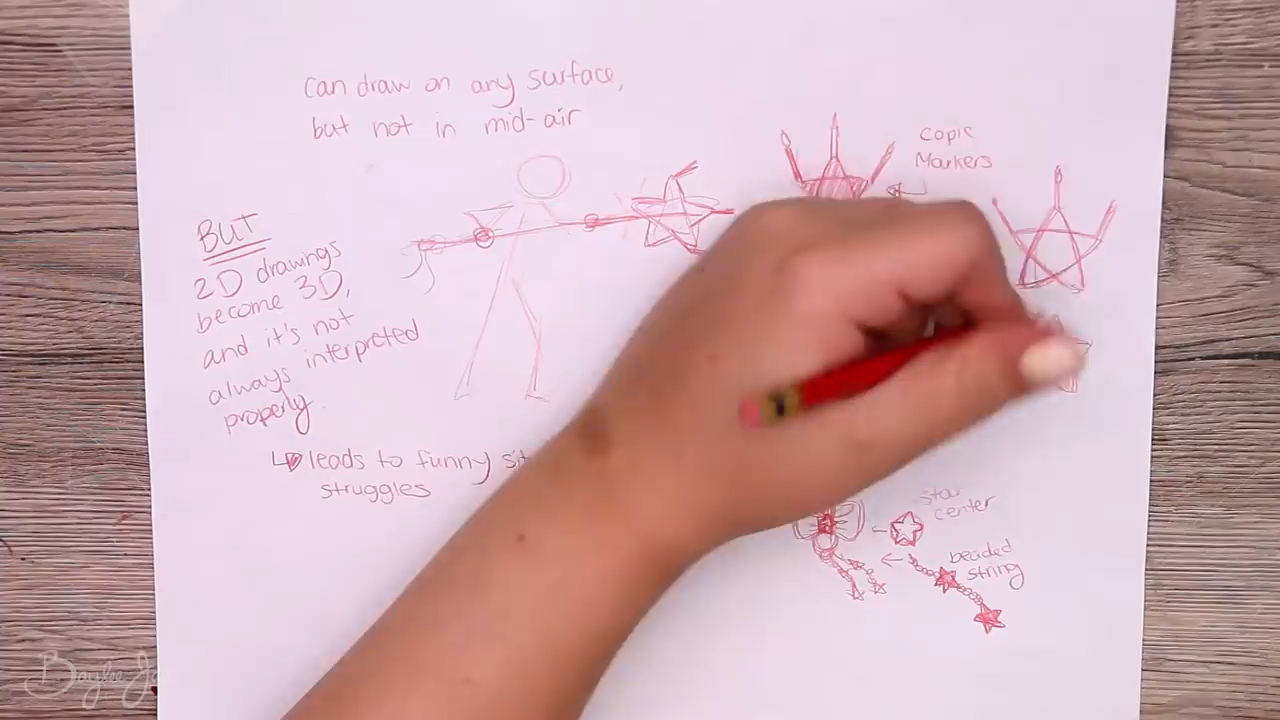 can draw on any surface,
but not in mid-air
BUT
2D drawings
become 3D,
and it's not
always interpreted
properly.
leads to funny
struggles
Copic
Markers
star
center
beaded
string
Baylee